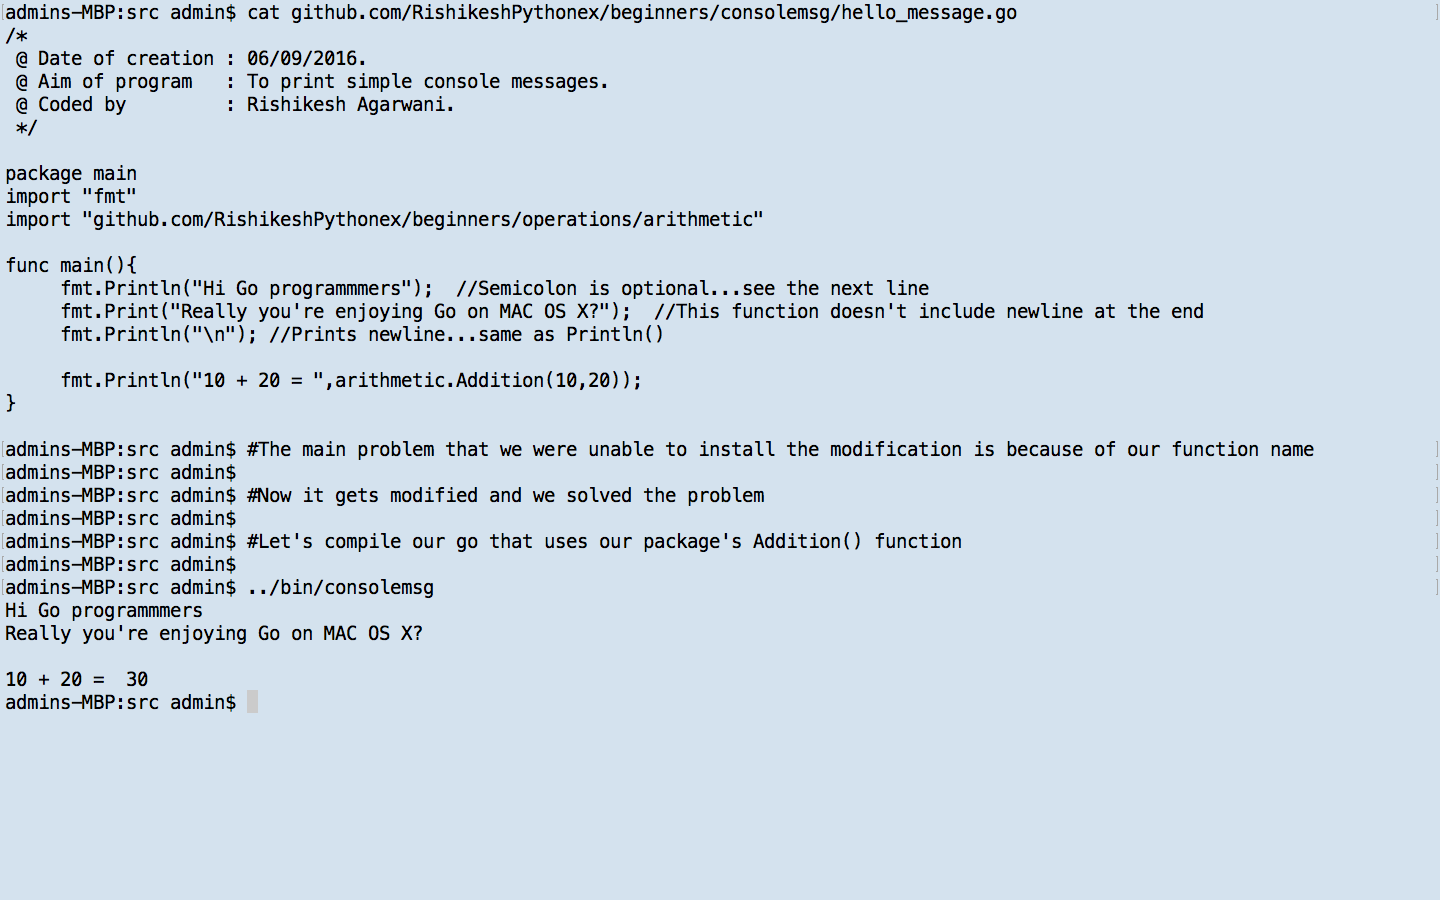 admins-MBP:src admin$ cat github.com/RishikeshPythonex/beginners/consolemsg/hello_message.go
/*
 @ Date of creation : 06/09/2016.
 @ Aim of program   : To print simple console messages.
 @ Coded by         : Rishikesh Agarwani.
 */

package main
import "fmt"
import "github.com/RishikeshPythonex/beginners/operations/arithmetic"

func main(){
     fmt.Println("Hi Go programmmers");  //Semicolon is optional...see the next line
     fmt.Print("Really you're enjoying Go on MAC OS X?");  //This function doesn't include newline at the end
     fmt.Println("\n"); //Prints newline...same as Println()

     fmt.Println("10 + 20 = ",arithmetic.Addition(10,20));
}

admins-MBP:src admin$ #The main problem that we were unable to install the modification is because of our function name
admins-MBP:src admin$
admins-MBP:src admin$ #Now it gets modified and we solved the problem
admins-MBP:src admin$
admins-MBP:src admin$ #Let's compile our go that uses our package's Addition() function
admins-MBP:src admin$
admins-MBP:src admin$ ../bin/consolemsg
Hi Go programmmers
Really you're enjoying Go on MAC OS X?

10 + 20 =  30
admins-MBP:src admin$